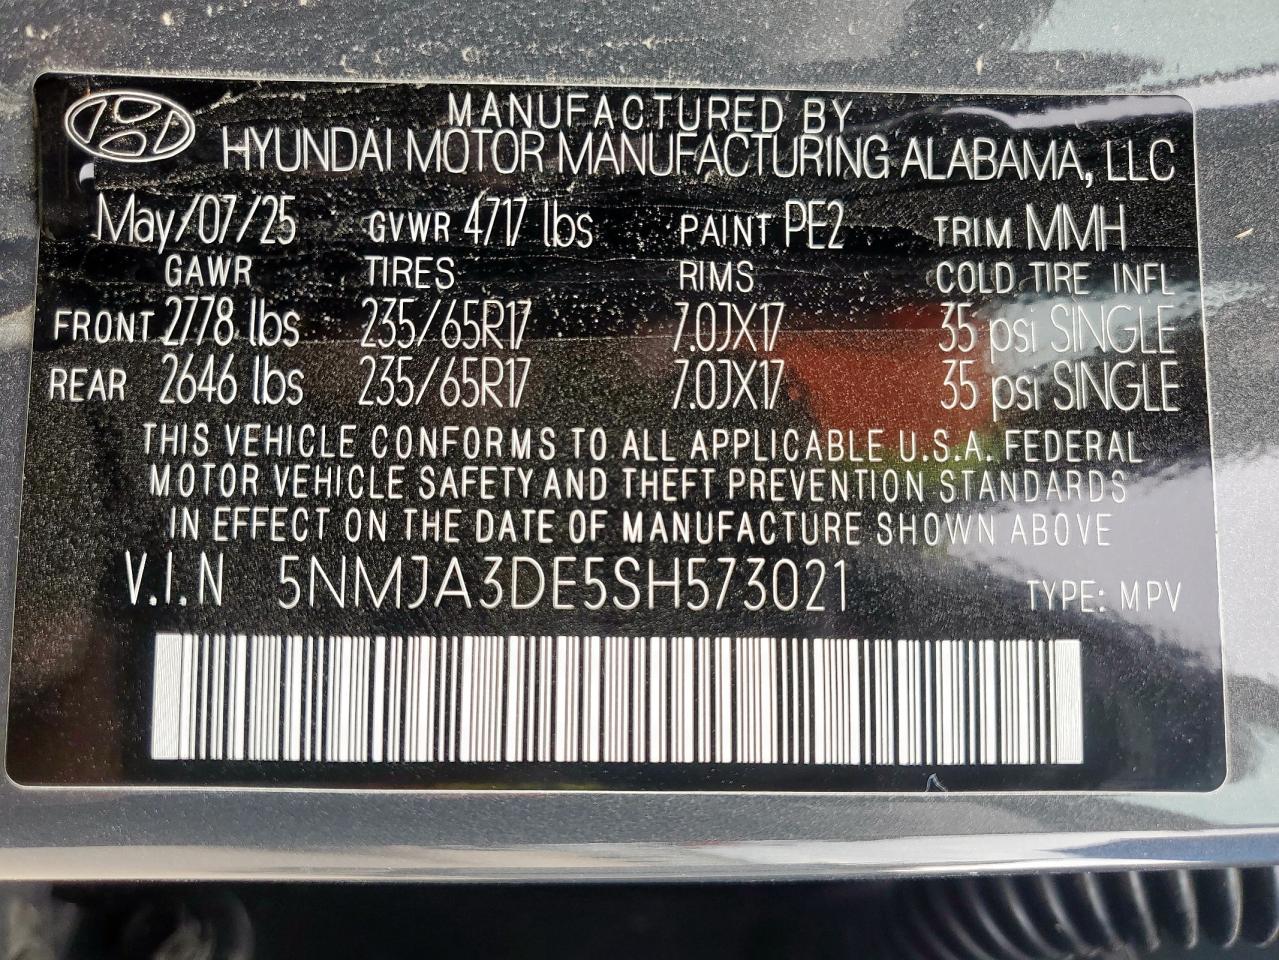 MANUFACTURED BY
HYUNDAI MOTOR MANUFACTURING ALABAMA, LLC
May/07/25 GVWR 4717 lbs PAINT PE2 TRIM MMH
GAWR TIRES RIMS COLD TIRE INFL
FRONT 2778 lbs 235/65R17 7.0JX17 35 psi SINGLE
REAR 2646 lbs 235/65R17 7.0JX17 35 psi SINGLE
THIS VEHICLE CONFORMS TO ALL APPLICABLE U.S.A. FEDERAL
MOTOR VEHICLE SAFETY AND THEFT PREVENTION STANDARDS
IN EFFECT ON THE DATE OF MANUFACTURE SHOWN ABOVE
V.I.N 5NMJA3DE5SH573021 TYPE: MPV